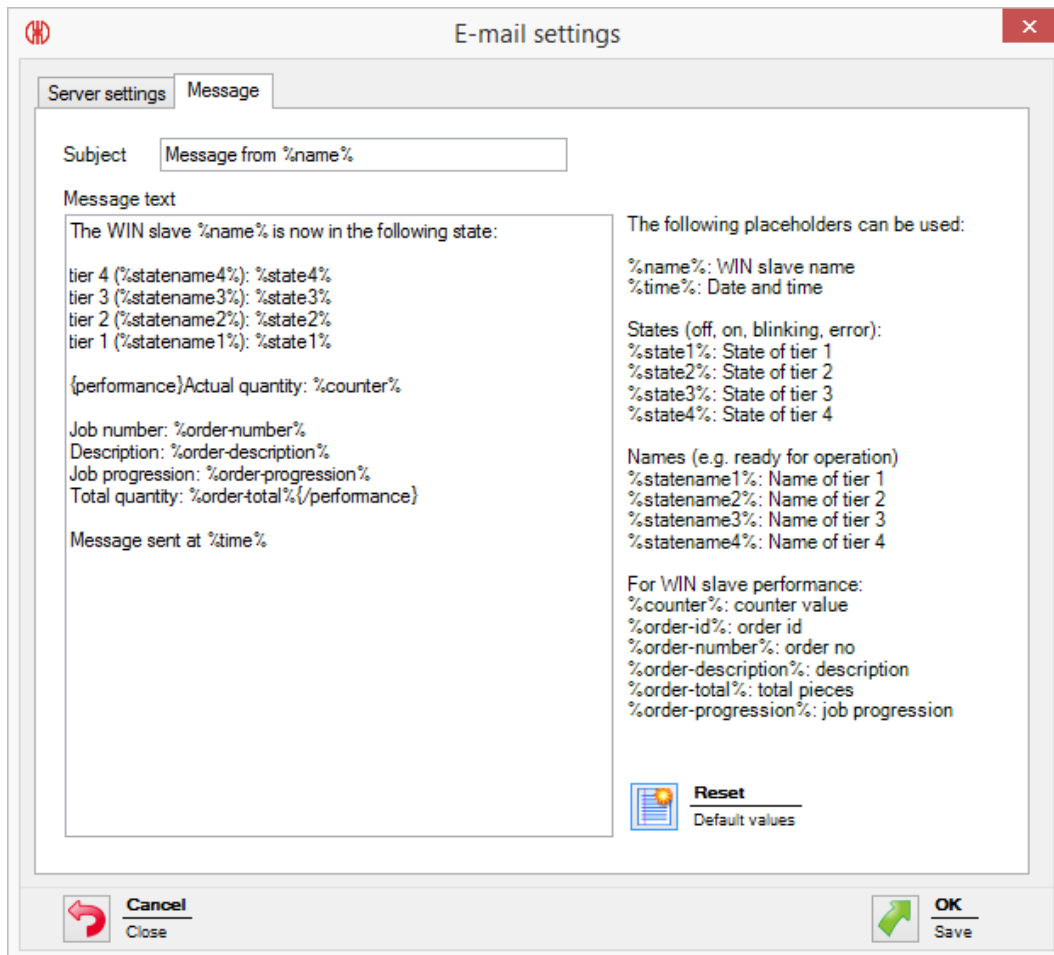 E-mail settings
Server settings
Message
Subject
Message from %name%
Message text
The WIN slave %name% is now in the following state:
tier 4 (%statename4%): %state4%
tier 3 (%statename3%): %state3%
tier 2 (%statename2%): %state2%
tier 1 (%statename1%): %state1%
{performance}Actual quantity: %counter%
Job number: %order-number%
Description: %order-description%
Job progression: %order-progression%
Total quantity: %order-total%{/performance}
Message sent at %time%
The following placeholders can be used:
%name%: WIN slave name
%time%: Date and time
States (off, on, blinking, error):
%state1%: State of tier 1
%state2%: State of tier 2
%state3%: State of tier 3
%state4%: State of tier 4
Names (e.g. ready for operation)
%statename1%: Name of tier 1
%statename2%: Name of tier 2
%statename3%: Name of tier 3
%statename4%: Name of tier 4
For WIN slave performance:
%counter%: counter value
%order-id%: order id
%order-number%: order no
%order-description%: description
%order-total%: total pieces
%order-progression%: job progression
Reset
Default values
Cancel
Close
OK
Save